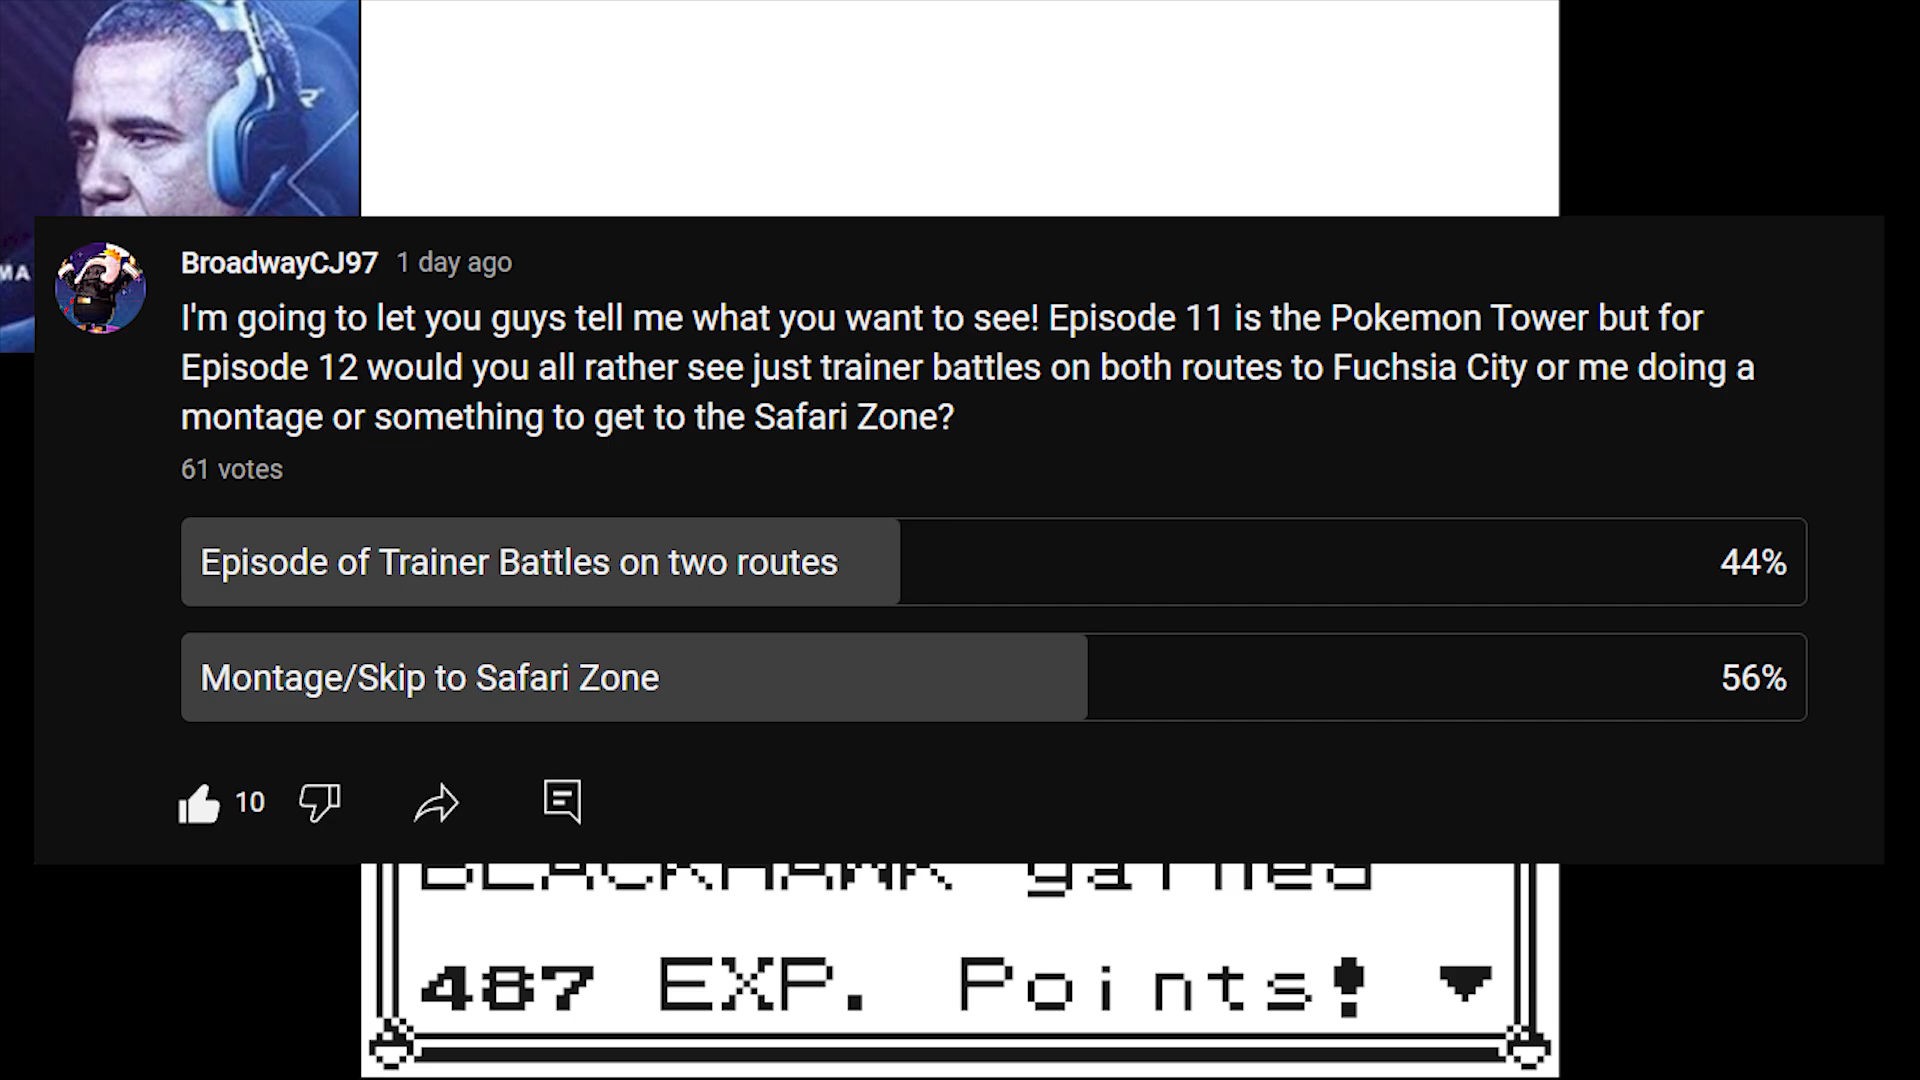 MA
BroadwayCJ97 1 day ago
I'm going to let you guys tell me what you want to see! Episode 11 is the Pokemon Tower but for
Episode 12 would you all rather see just trainer battles on both routes to Fuchsia City or me doing a
montage or something to get to the Safari Zone?
61 votes
Episode of Trainer Battles on two routes 44%
Montage/Skip to Safari Zone 56%
10
BLACKHAWK gained
487 EXP. Points!